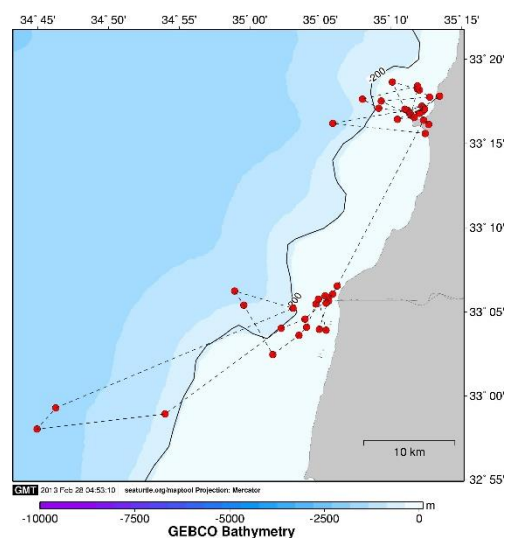 34˚ 45' 34˚ 50' 34˚ 55' 35˚ 00' 35˚ 05' 35˚ 10' 35˚ 15'
33˚ 20'
-200
33˚ 15'
33˚ 10'
33˚ 05'
33˚ 00'
10 km
32˚ 55'
GMT 2013 Feb 28 04:53:10 seaturtle.org/maptool Projection: Mercator
m
-10000 -7500 -5000 -2500 0
GEBCO Bathymetry